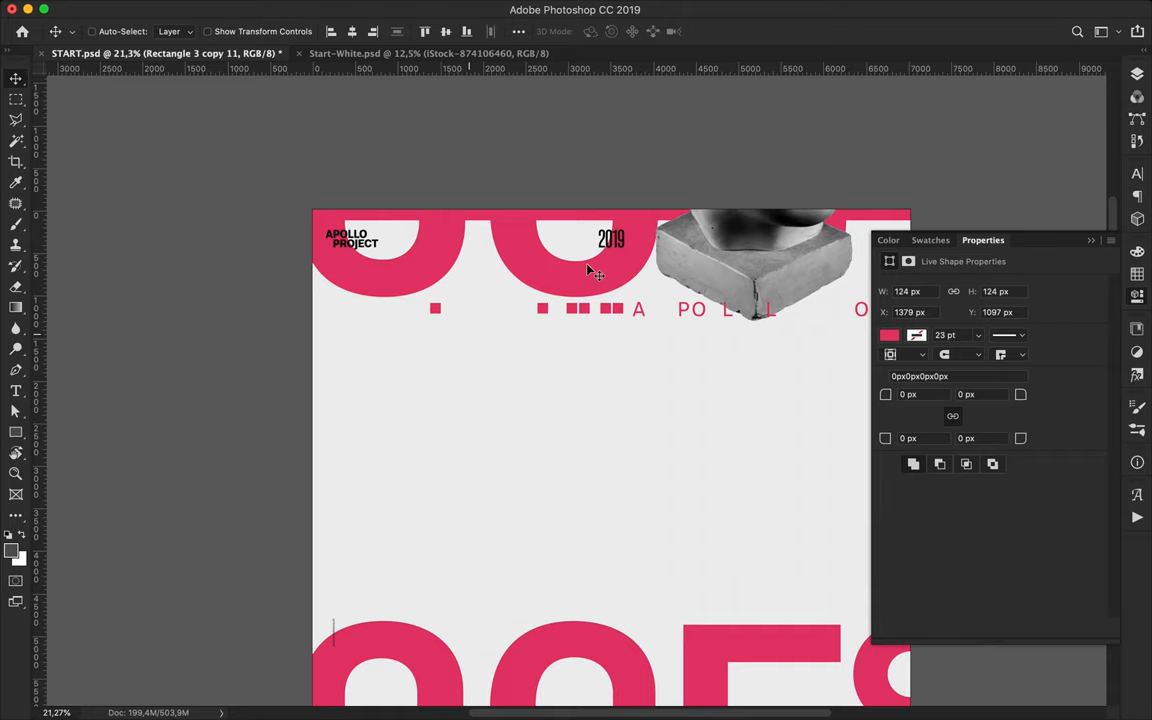 Adobe Photoshop CC 2019
Auto-Select: Layer Show Transform Controls 3D Mode:
START.psd @ 21,3% (Rectangle 3 copy 11, RGB/8) * Start-White.psd @ 12,5% (iStock-874106460, RGB/8)
3000 2500 2000 1500 1000 500 0 500 1000 1500 2000 2500 3000 3500 4000 4500 5000 5500 6000 6500 7000 7500 8000 8500 9000
APOLLO
PROJECT
2019
A PO L L O
Color Swatches Properties
Live Shape Properties
W: 124 px H: 124 px
X: 1379 px Y: 1097 px
23 pt
0px0px0px0px
0 px 0 px
0 px 0 px
21,27% Doc: 199,4M/503,9M